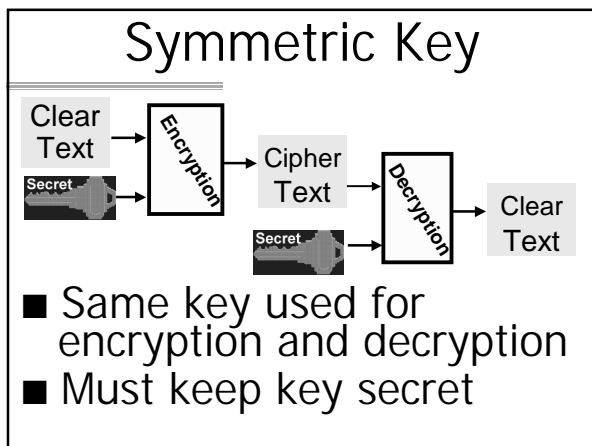 Symmetric Key
Clear
Text
Secret
Encryption
Cipher
Text
Secret
Decryption
Clear
Text
■ Same key used for
encryption and decryption
■ Must keep key secret